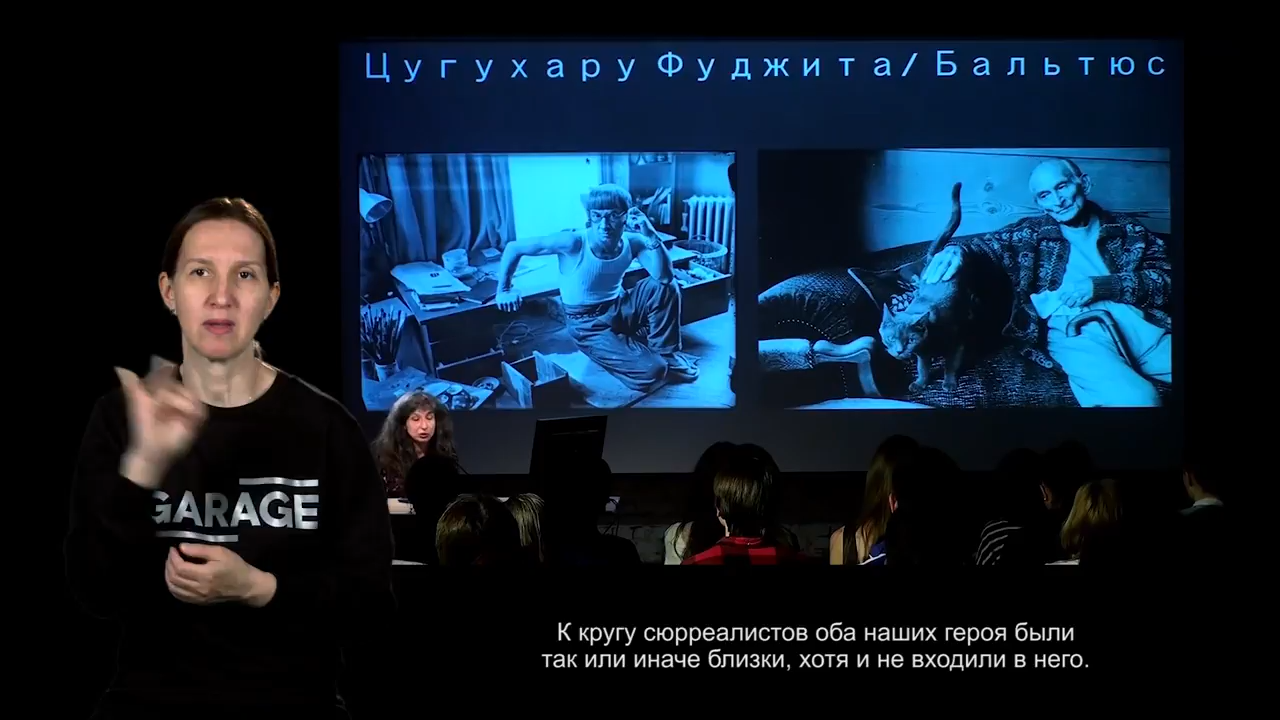 Цугухару Фуджита/Бальтюс
GARAGE
К кругу сюрреалистов оба наших героя были
так или иначе близки, хотя и не входили в него.